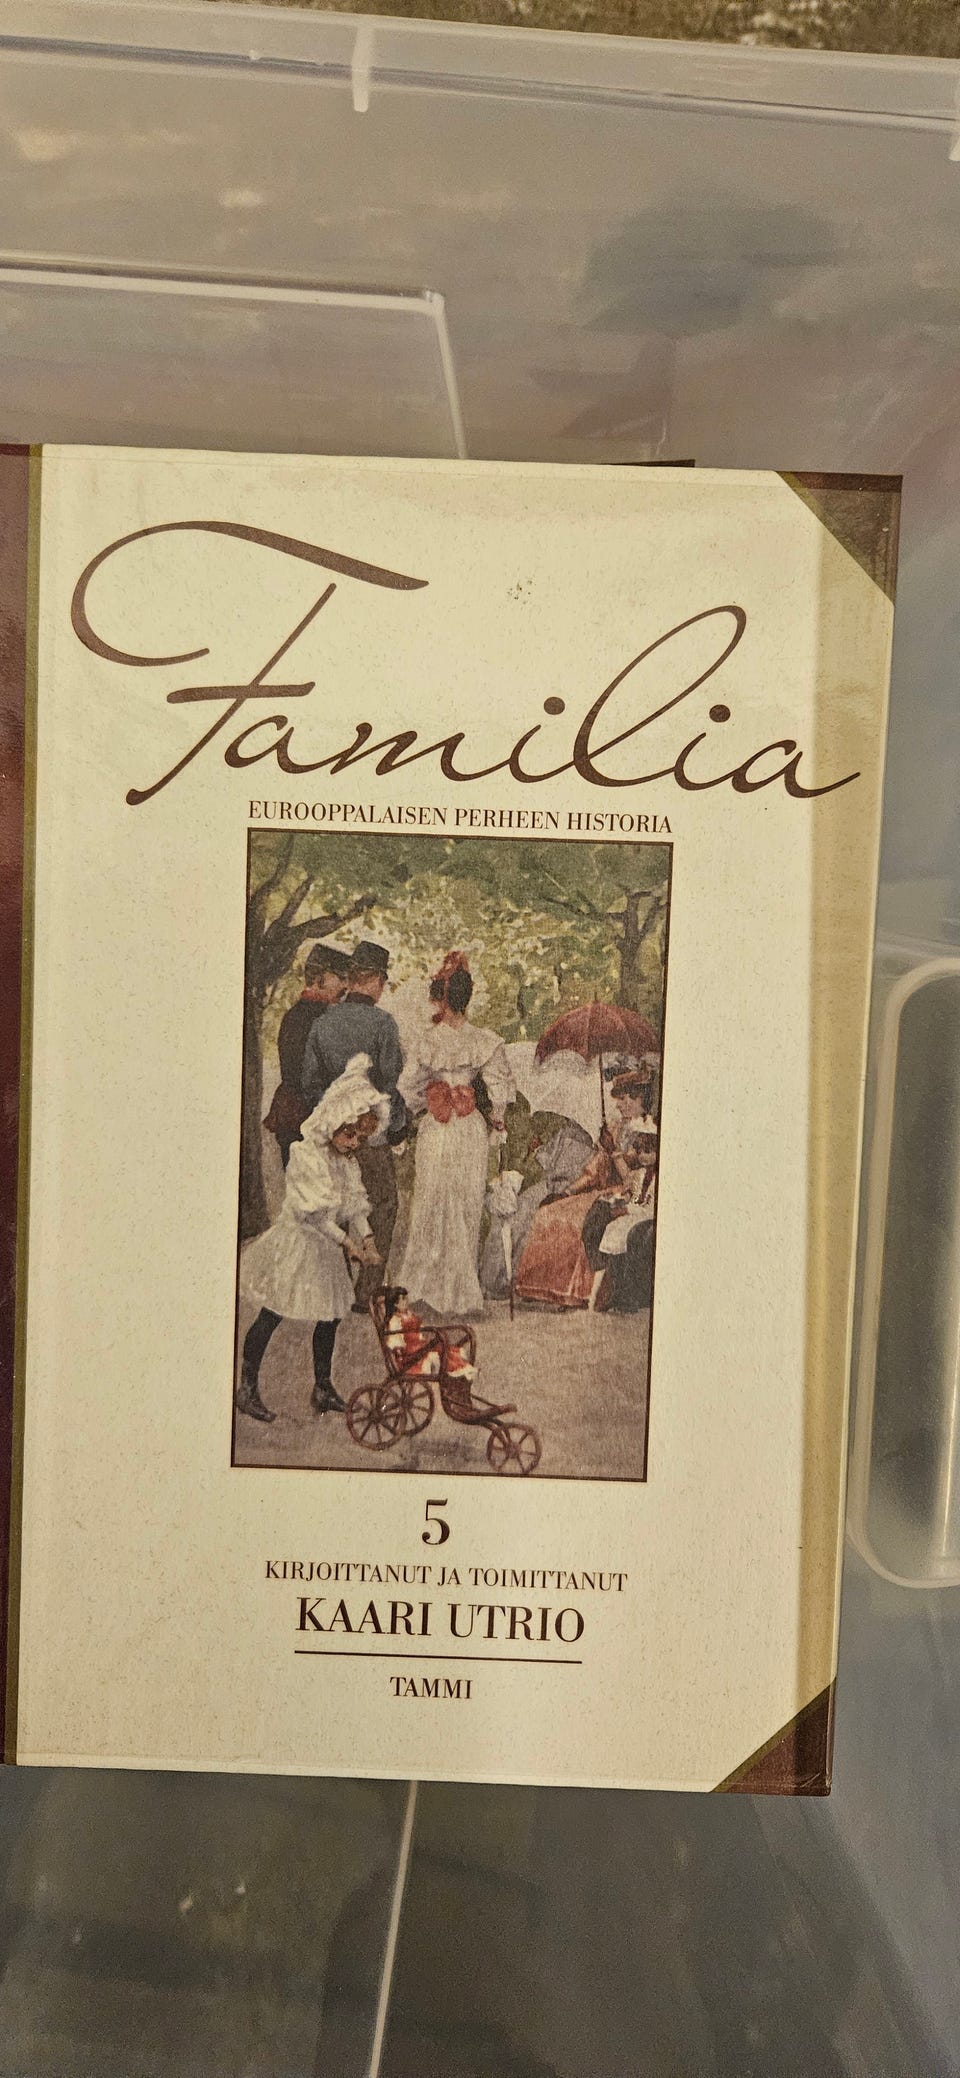 Familia
EUROOPPALAISEN PERHEEN HISTORIA
5
KIRJOITTANUT JA TOIMITTANUT
KAARI UTRIO
TAMMI